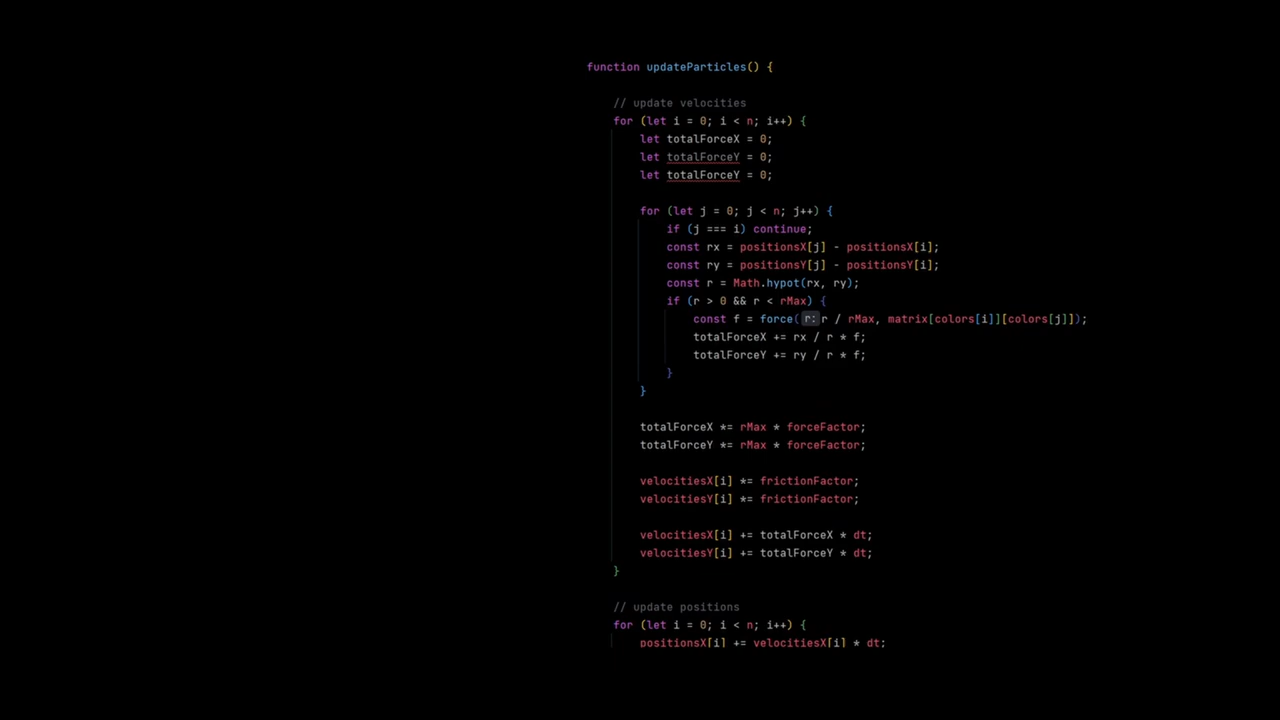 function updateParticles() {
// update velocities
for (let i = 0; i < n; i++) {
let totalForceX = 0;
let totalForceY = 0;
let totalForceY = 0;
for (let j = 0; j < n; j++) {
if (j === i) continue;
const rx = positionsX[j] - positionsX[i];
const ry = positionsY[j] - positionsY[i];
const r = Math.hypot(rx, ry);
if (r > 0 && r < rMax) {
const f = force( r: r / rMax, matrix[colors[i]][colors[j]]);
totalForceX += rx / r * f;
totalForceY += ry / r * f;
}
}
totalForceX *= rMax * forceFactor;
totalForceY *= rMax * forceFactor;
velocitiesX[i] *= frictionFactor;
velocitiesY[i] *= frictionFactor;
velocitiesX[i] += totalForceX * dt;
velocitiesY[i] += totalForceY * dt;
}
// update positions
for (let i = 0; i < n; i++) {
positionsX[i] += velocitiesX[i] * dt;